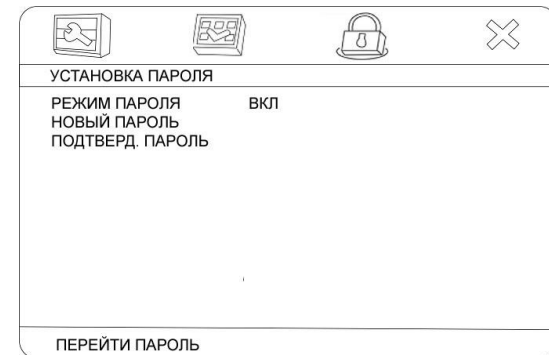 УСТАНОВКА ПАРОЛЯ
РЕЖИМ ПАРОЛЯ ВКЛ
НОВЫЙ ПАРОЛЬ
ПОДТВЕРД. ПАРОЛЬ
ПЕРЕЙТИ ПАРОЛЬ